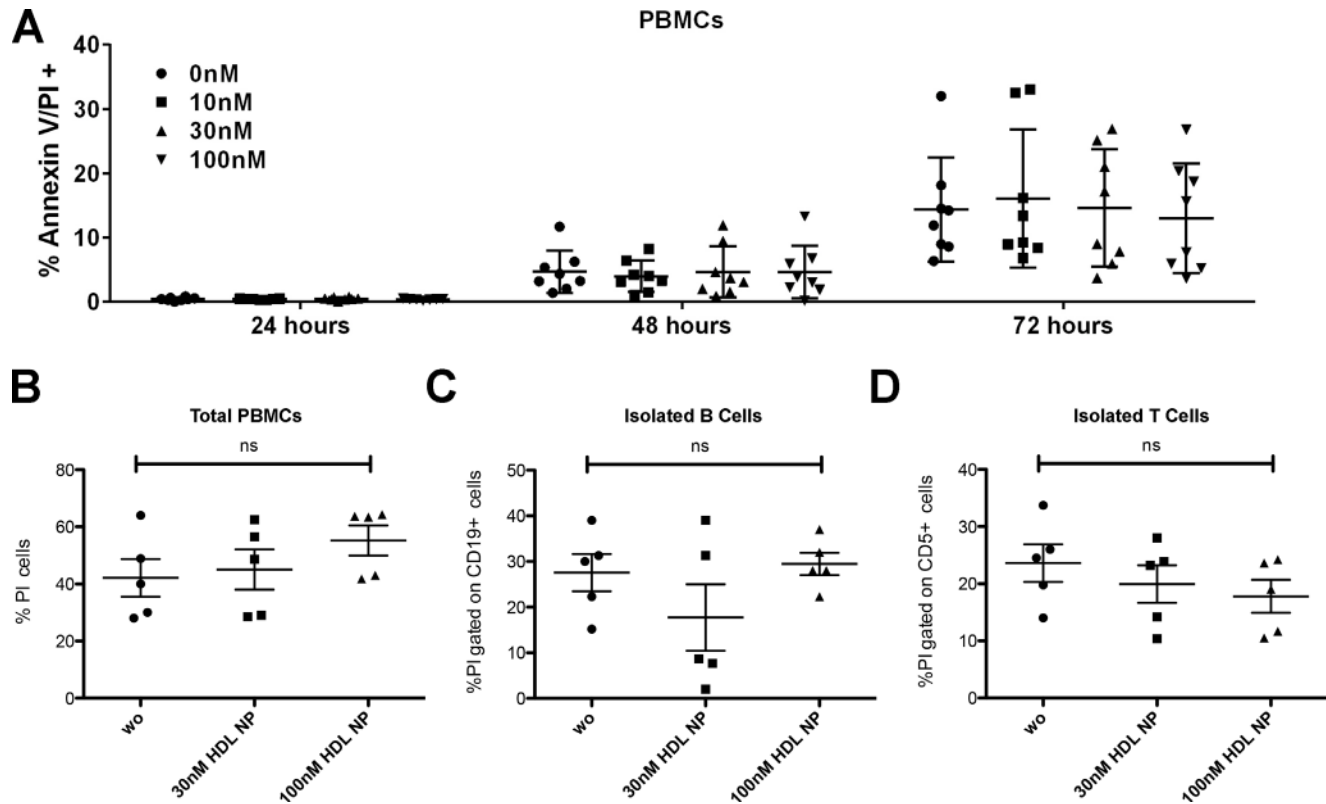 A
PBMCs
% Annexin V/PI +
40
30
20
10
0
0nM
10nM
30nM
100nM
24 hours
48 hours
72 hours
B
Total PBMCs
ns
% PI cells
80
60
40
20
0
wo
30nM HDL NP
100nM HDL NP
C
Isolated B Cells
ns
%PI gated on CD19+ cells
50
40
30
20
10
0
wo
30nM HDL NP
100nM HDL NP
D
Isolated T Cells
ns
%PI gated on CD5+ cells
40
30
20
10
0
wo
30nM HDL NP
100nM HDL NP